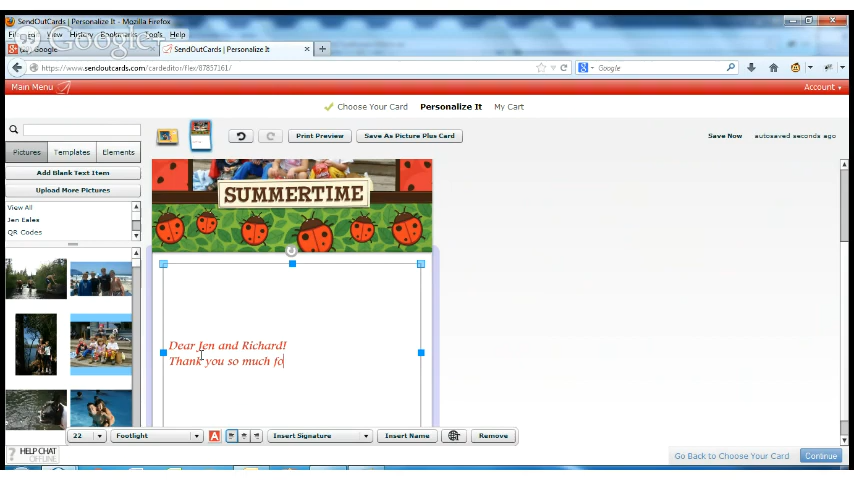 SendOutCards | Personalize It - Mozilla Firefox
View History Bookmarks Tools Help
Google+
SendOutCards | Personalize It
https://www.sendoutcards.com/cardeditor/flex/87857161/
Google
Main Menu
Account
Choose Your Card Personalize It My Cart
Print Preview Save As Picture Plus Card Save Now autosaved seconds ago
Pictures Templates Elements
Add Blank Text Item
Upload More Pictures
View All
Jen Eales
QR Codes
SUMMERTIME
Dear Jen and Richard!
Thank you so much fo
22 Footlight A Insert Signature Insert Name Remove
? HELP CHAT
OFFLINE
Go Back to Choose Your Card Continue